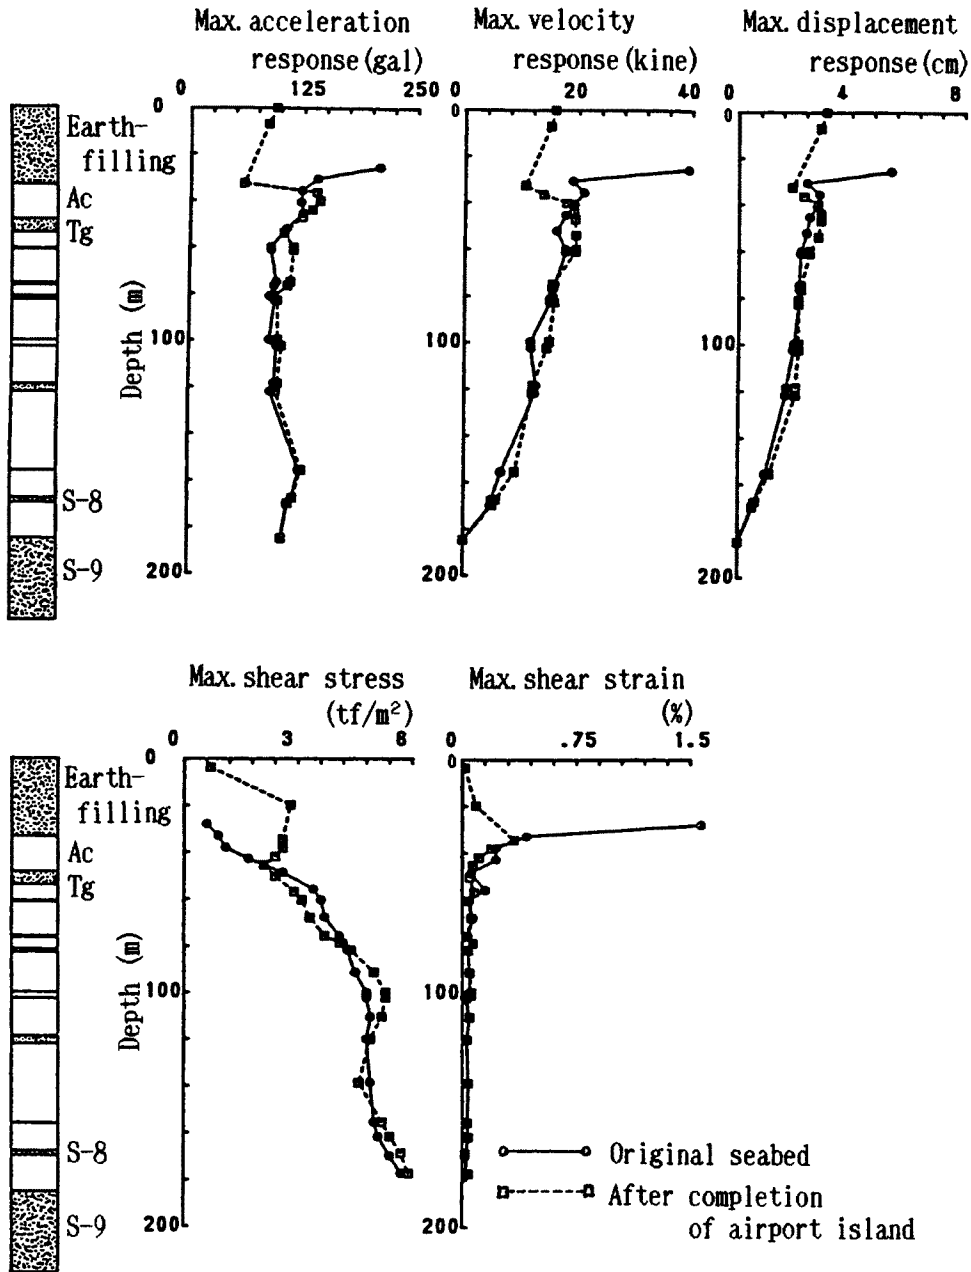 Max. acceleration
response (gal)
Max. velocity
response (kine)
Max. displacement
response (cm)
0 125 250
0 20 40
0 4 8
0
0
0
Earth-
filling
Ac
Tg
Depth (m)
100
100
100
S-8
S-9
200
200
200
Max. shear stress
(tf/m²)
Max. shear strain
(%)
0 3 8
0 .75 1.5
0
0
Earth-
filling
Ac
Tg
Depth (m)
100
100
S-8
S-9
200
200
Original seabed
After completion
of airport island